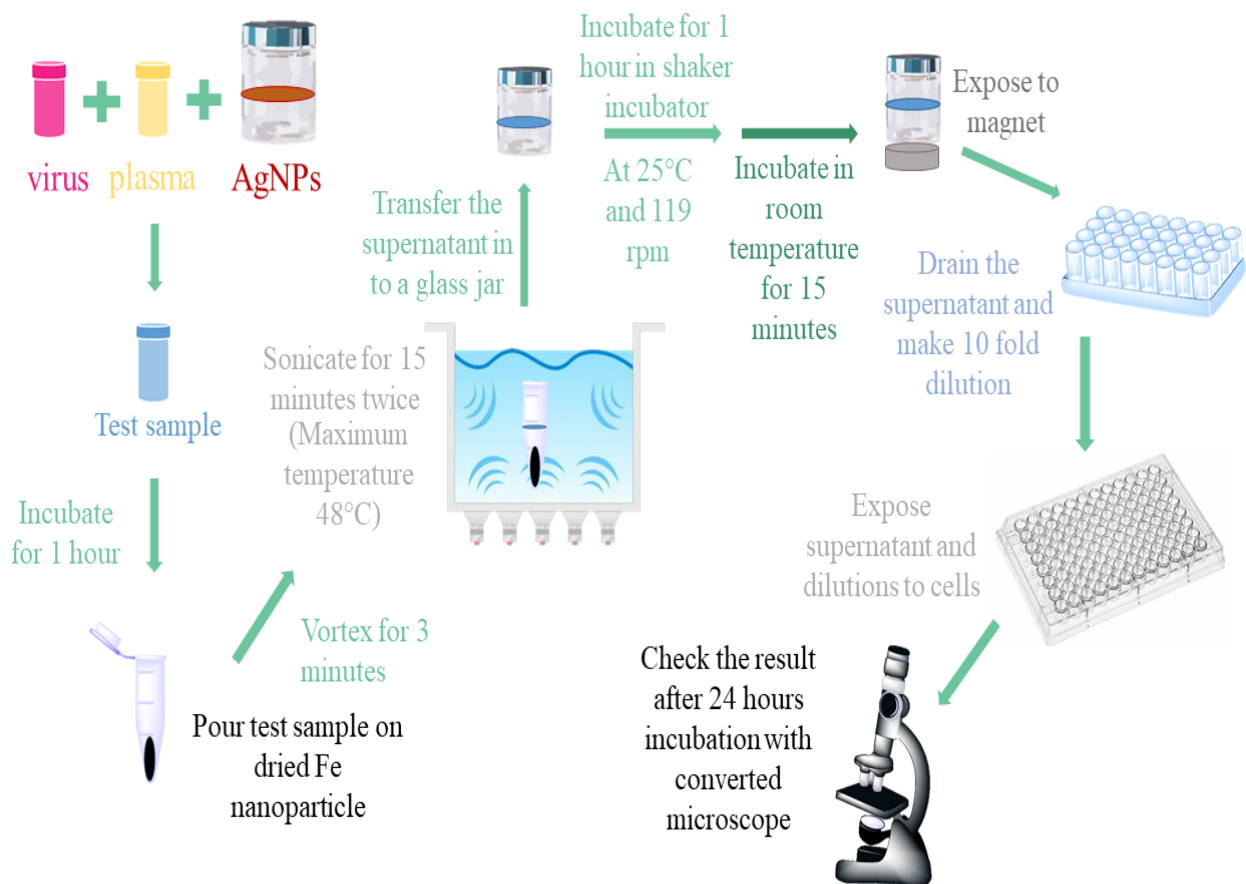 virus
plasma
AgNPs
Test sample
Incubate
for 1 hour
Pour test sample on
dried Fe
nanoparticle
Vortex for 3
minutes
Sonicate for 15
minutes twice
(Maximum
temperature
48°C)
Transfer the
supernatant in
to a glass jar
Incubate for 1
hour in shaker
incubator
At 25°C
and 119
rpm
Incubate in
room
temperature
for 15
minutes
Expose to
magnet
Drain the
supernatant and
make 10 fold
dilution
Expose
supernatant and
dilutions to cells
Check the result
after 24 hours
incubation with
converted
microscope